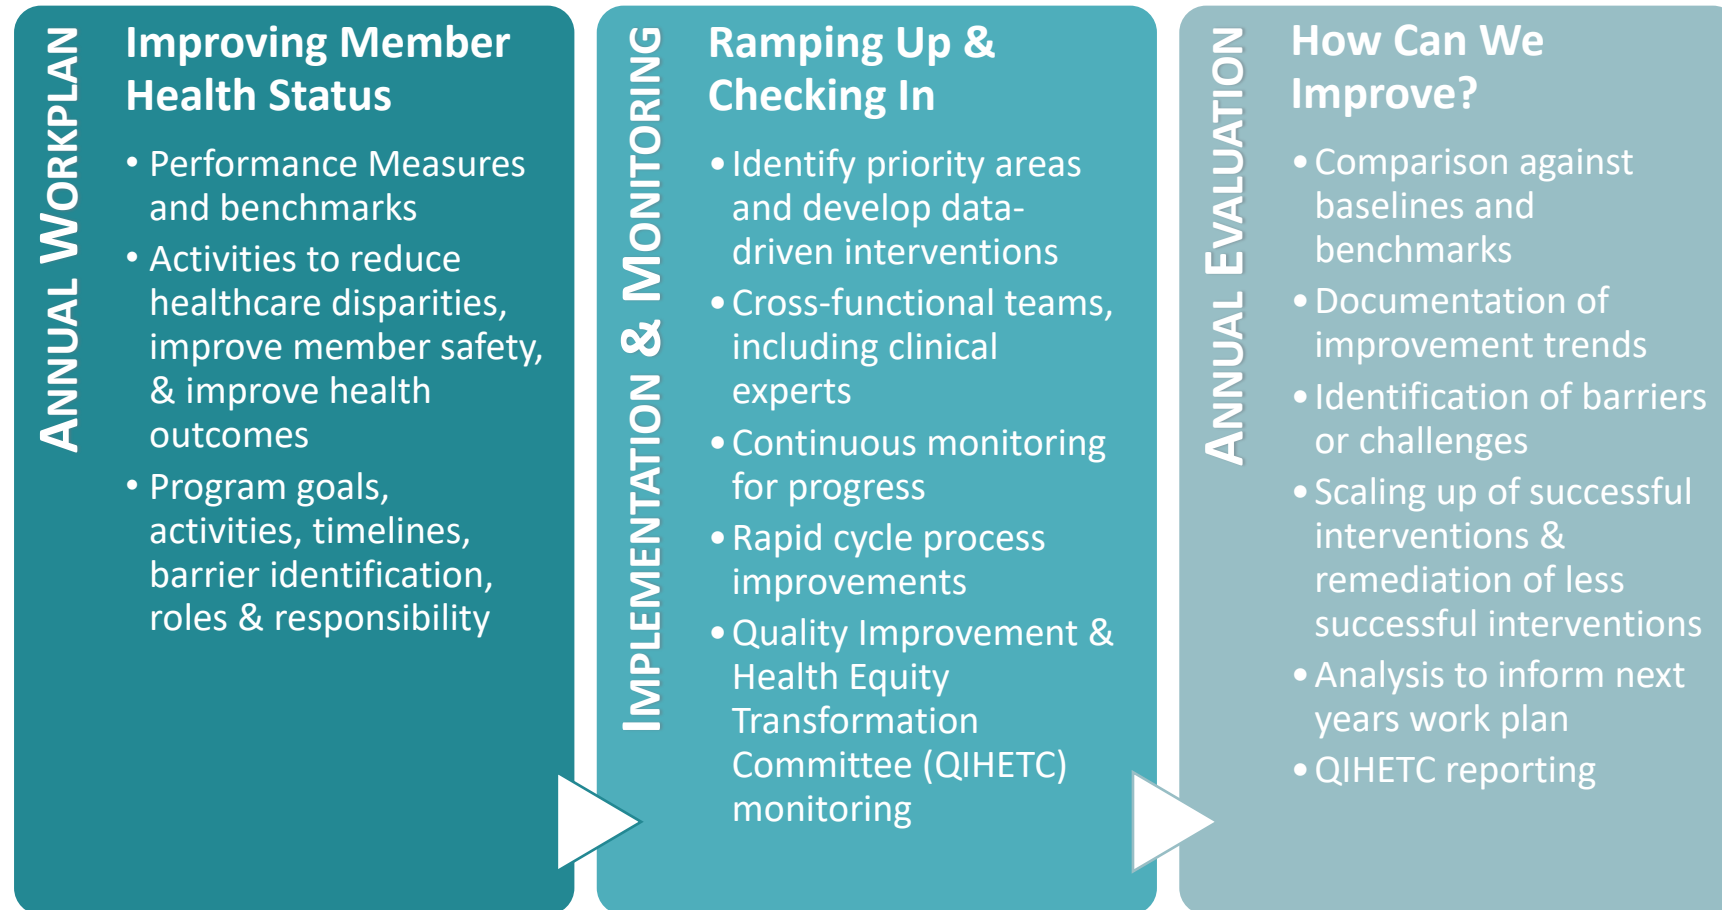 ANNUAL WORKPLAN
Improving Member
Health Status
• Performance Measures
and benchmarks
• Activities to reduce
healthcare disparities,
improve member safety,
& improve health
outcomes
• Program goals,
activities, timelines,
barrier identification,
roles & responsibility
IMPLEMENTATION & MONITORING
Ramping Up &
Checking In
• Identify priority areas
and develop data-
driven interventions
• Cross-functional teams,
including clinical
experts
• Continuous monitoring
for progress
• Rapid cycle process
improvements
• Quality Improvement &
Health Equity
Transformation
Committee (QIHETC)
monitoring
ANNUAL EVALUATION
How Can We
Improve?
• Comparison against
baselines and
benchmarks
• Documentation of
improvement trends
• Identification of barriers
or challenges
• Scaling up of successful
interventions &
remediation of less
successful interventions
• Analysis to inform next
years work plan
• QIHETC reporting